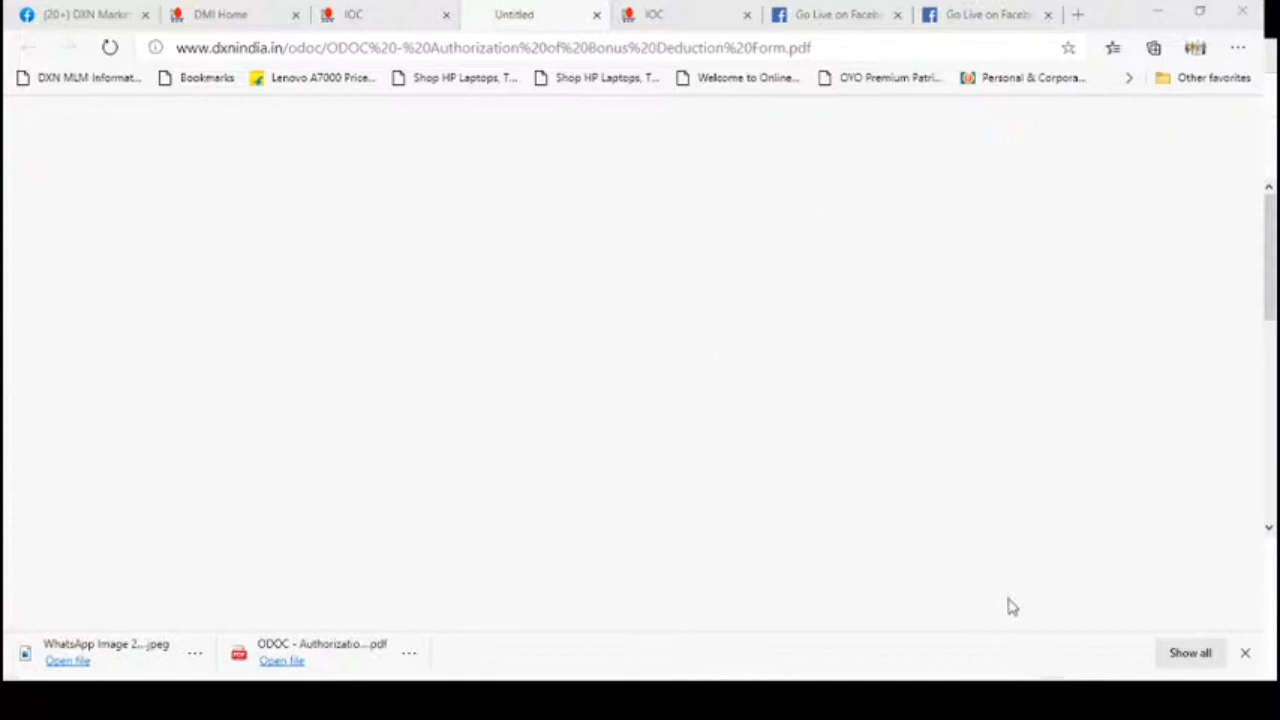 (20+) DXN Marke
DMI Home
IOC
Untitled
IOC
Go Live on Faceb
Go Live on Faceb
www.dxnindia.in/odoc/ODOC%20-%20Authorization%20of%20Bonus%20Deduction%20Form.pdf
DXN MLM Informat...
Bookmarks
Lenovo A7000 Price...
Shop HP Laptops, T...
Shop HP Laptops, T...
Welcome to Online...
OYO Premium Patri...
Personal & Corpora...
Other favorites
WhatsApp Image 2....jpeg
Open file
ODOC - Authorizatio....pdf
Open file
Show all